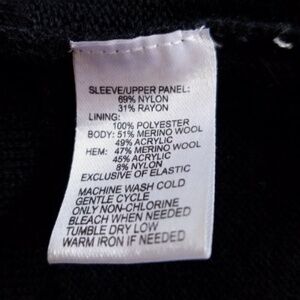 SLEEVE/UPPER PANEL:
69% NYLON
31% RAYON
LINING:
100% POLYESTER
BODY: 51% MERINO WOOL
49% ACRYLIC
HEM: 47% MERINO WOOL
45% ACRYLIC
8% NYLON
EXCLUSIVE OF ELASTIC
MACHINE WASH COLD
GENTLE CYCLE
ONLY NON-CHLORINE
BLEACH WHEN NEEDED
TUMBLE DRY LOW
WARM IRON IF NEEDED